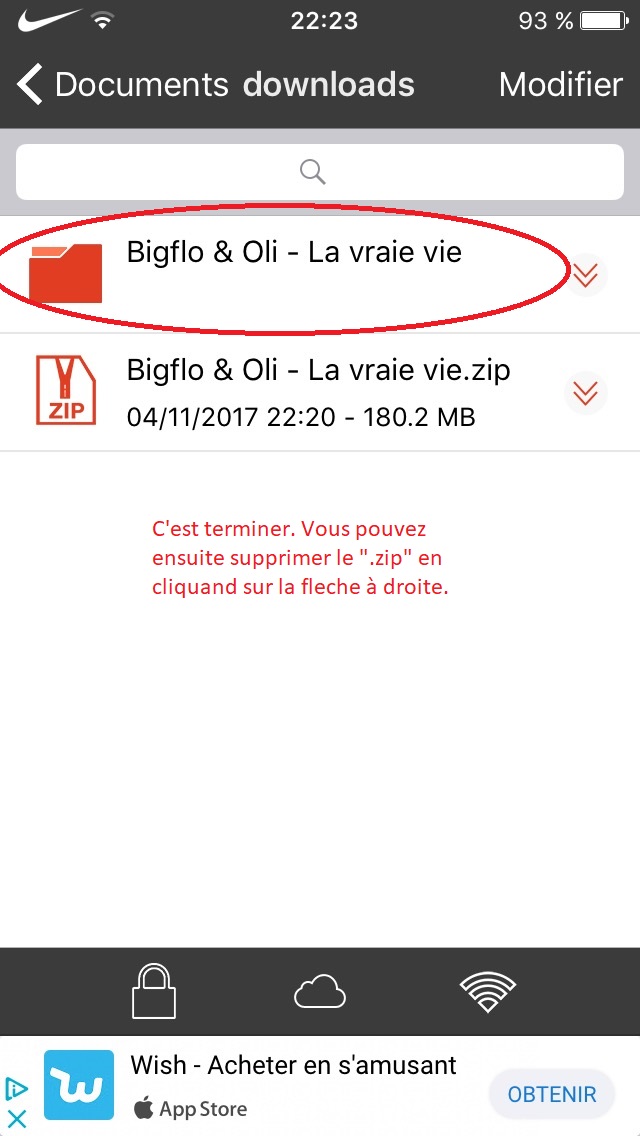 22:23
93 %
Documents downloads Modifier
Bigflo & Oli - La vraie vie
Bigflo & Oli - La vraie vie.zip
ZIP
04/11/2017 22:20 - 180.2 MB
C'est terminer. Vous pouvez
ensuite supprimer le ".zip" en
cliquand sur la fleche à droite.
Wish - Acheter en s'amusant
App Store
OBTENIR